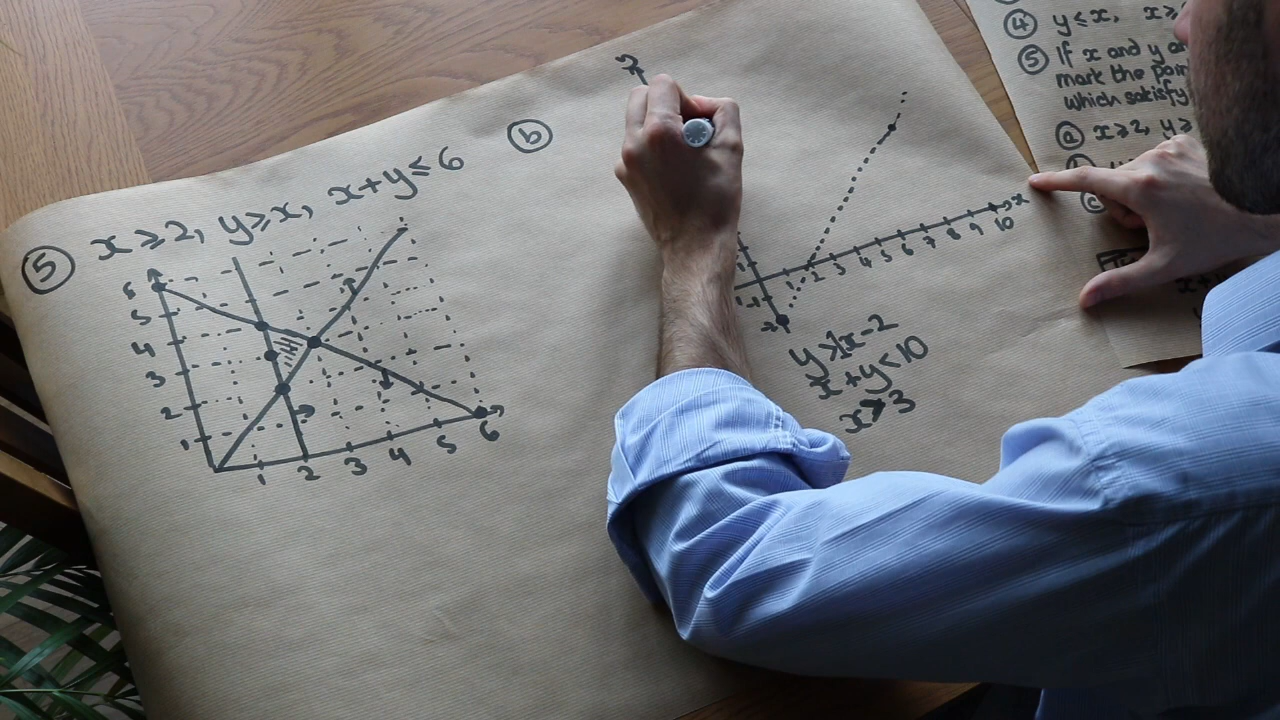 ⑤ x ≥ 2, y ≥ x, x+y ≤ 6
6
5
4
3
2
1
1 2 3 4 5 6
ⓑ
y
x
1
-1
-2
2 3 4 5 6 7 8 9 10
y > x-2
x+y < 10
x ≥ 3
④ y ≤ x, x ≥
⑤ If x and y
mark the
which satisfy
ⓐ x ≥ 2, y ≥